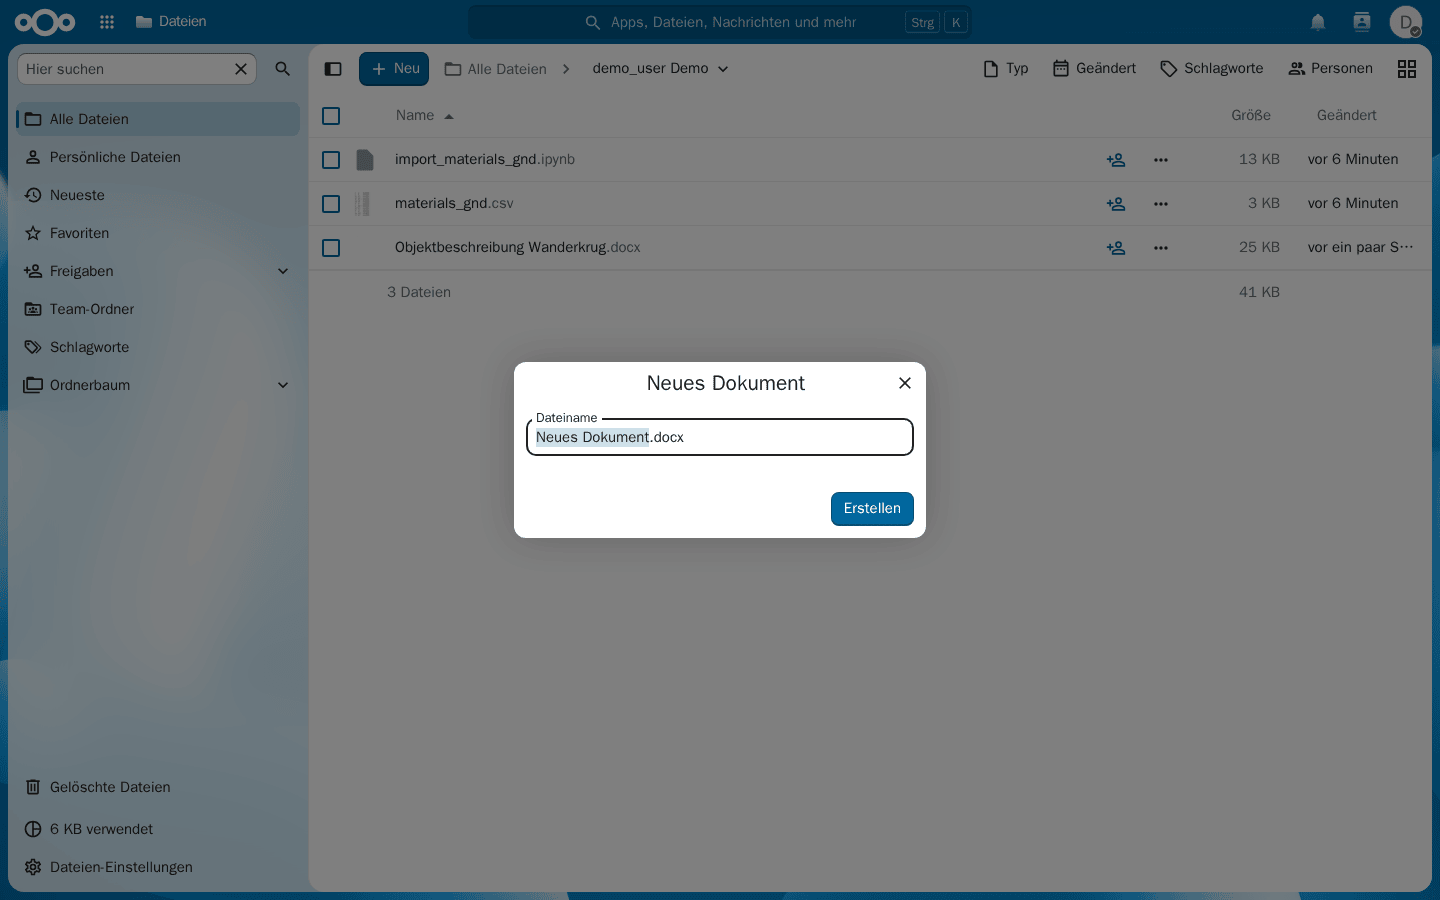 Dateien
Apps, Dateien, Nachrichten und mehr
Strg K
D
Hier suchen
Neu
Alle Dateien
demo_user Demo
Typ
Geändert
Schlagworte
Personen
Alle Dateien
Persönliche Dateien
Neueste
Favoriten
Freigaben
Team-Ordner
Schlagworte
Ordnerbaum
Name
Größe
Geändert
import_materials_gnd.ipynb
13 KB
vor 6 Minuten
materials_gnd.csv
3 KB
vor 6 Minuten
Objektbeschreibung Wanderkrug.docx
25 KB
vor ein paar S…
3 Dateien
41 KB
Neues Dokument
Dateiname
Neues Dokument.docx
Erstellen
Gelöschte Dateien
6 KB verwendet
Dateien-Einstellungen